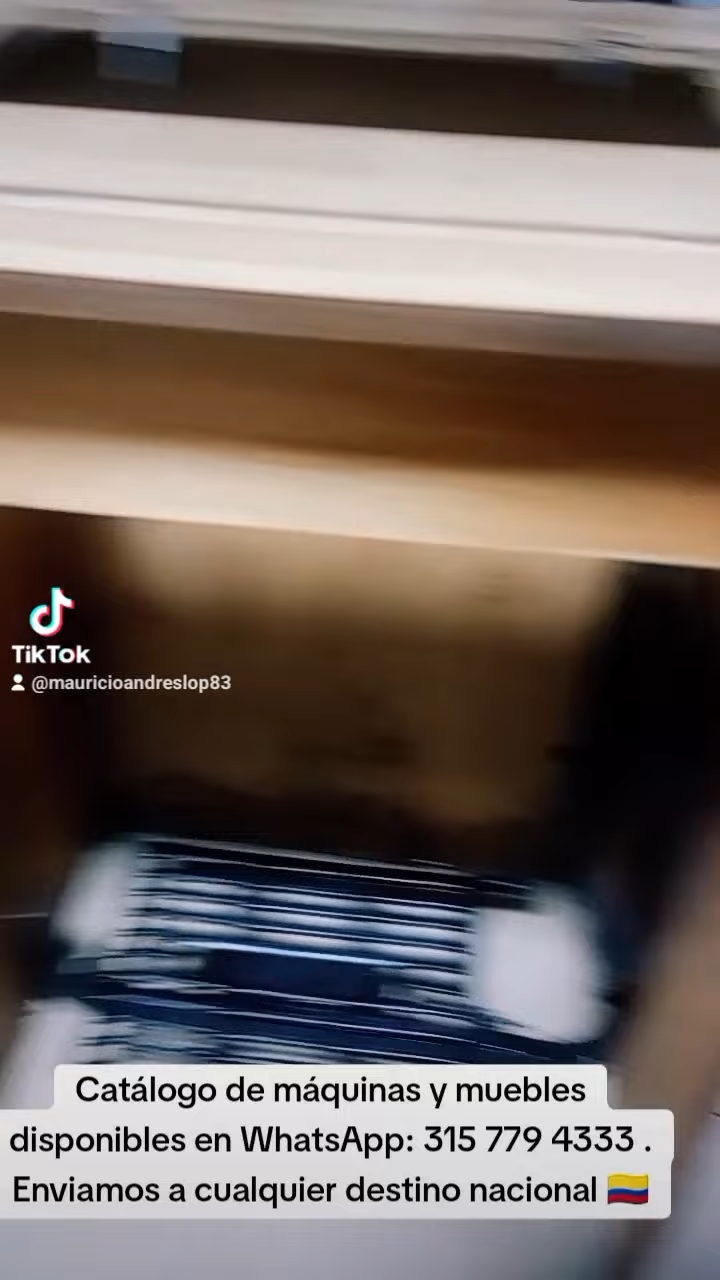 TikTok
@mauricioandreslop83
Catálogo de máquinas y muebles
disponibles en WhatsApp: 315 779 4333 .
Enviamos a cualquier destino nacional 🇨🇴